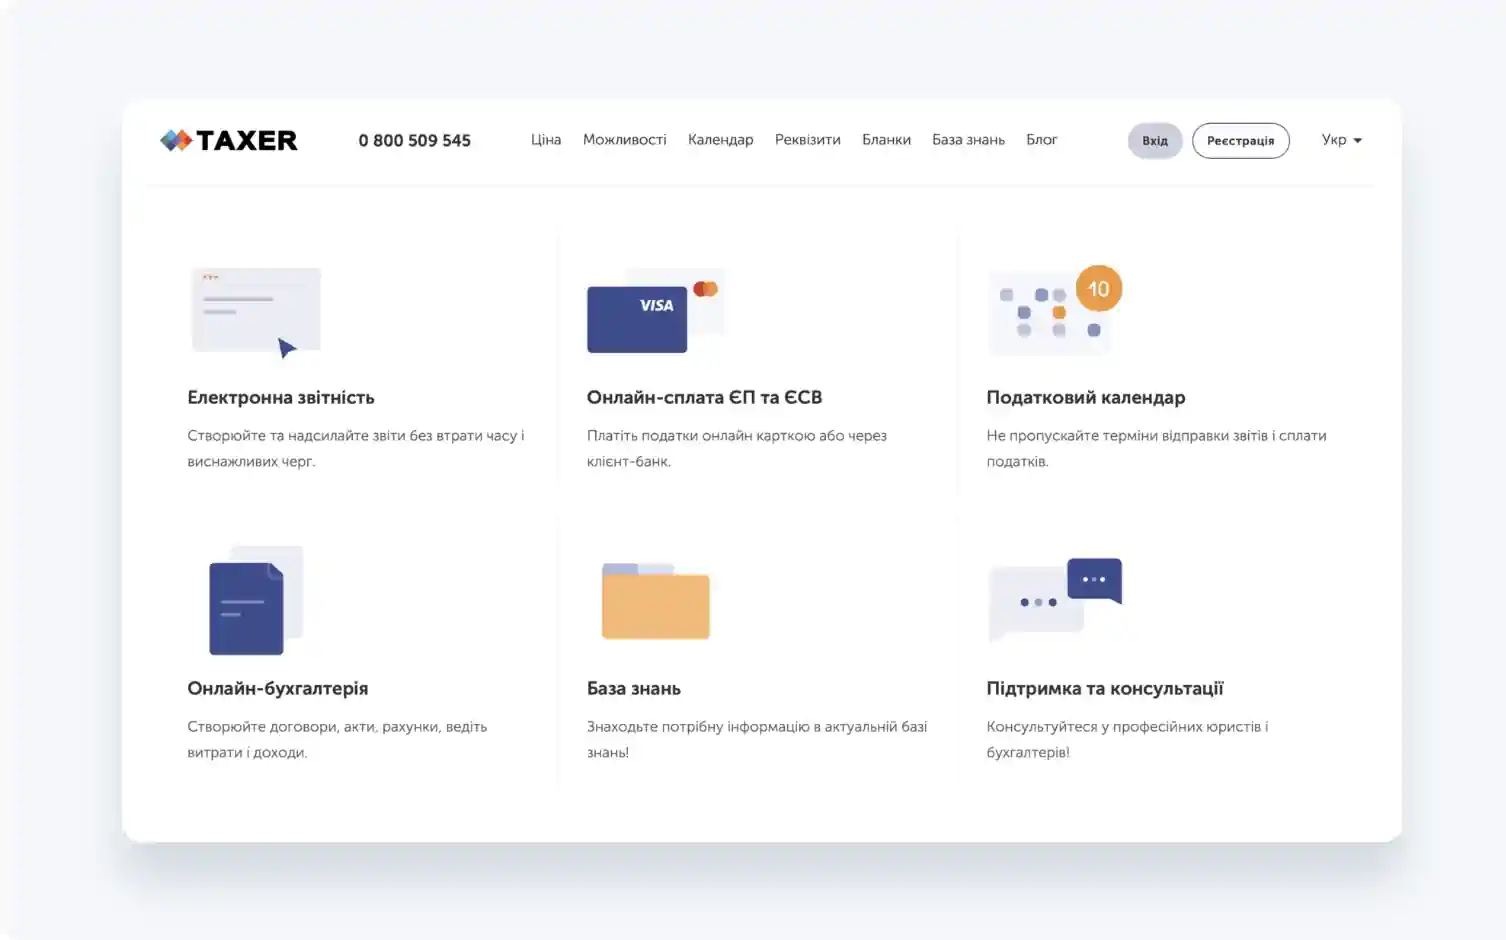 TAXER
0 800 509 545
Ціна
Можливості
Календар
Реквізити
Бланки
База знань
Блог
Вхід
Реєстрація
Укр
VISA
10
Електронна звітність
Створюйте та надсилайте звіти без втрати часу і
виснажливих черг.
Онлайн-сплата ЄП та ЄСВ
Платіть податки онлайн карткою або через
клієнт-банк.
Податковий календар
Не пропускайте терміни відправки звітів і сплати
податків.
Онлайн-бухгалтерія
Створюйте договори, акти, рахунки, ведіть
витрати і доходи.
База знань
Знаходьте потрібну інформацію в актуальній базі
знань!
Підтримка та консультації
Консультуйтеся у професійних юристів і
бухгалтерів!